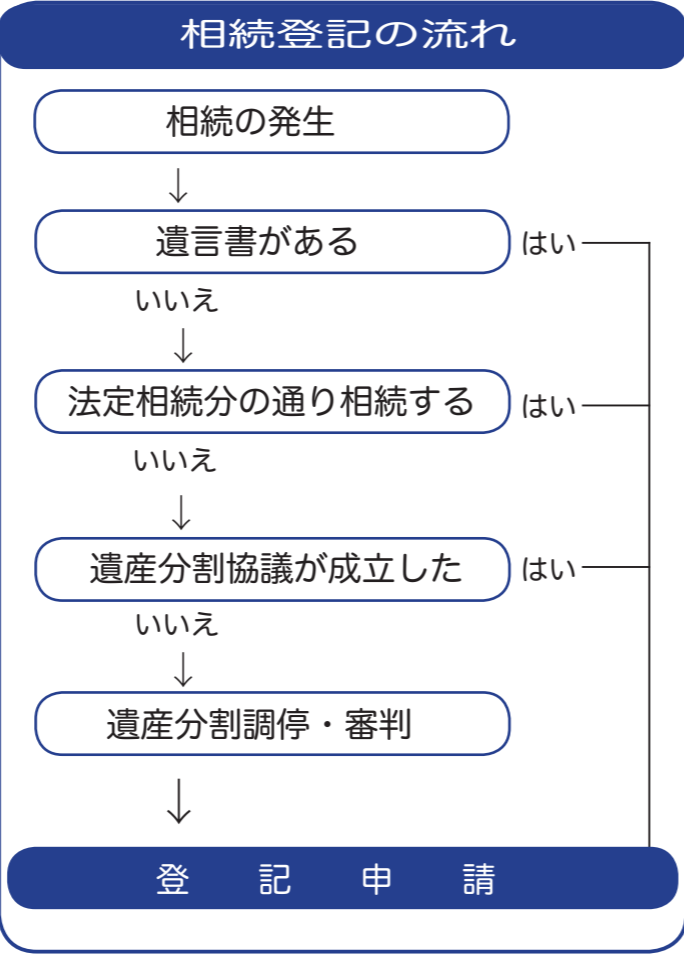 相続登記の流れ
相続の発生
↓
遺言書がある はい
いいえ
↓
法定相続分の通り相続する はい
いいえ
↓
遺産分割協議が成立した はい
いいえ
↓
遺産分割調停・審判
↓
登記申請